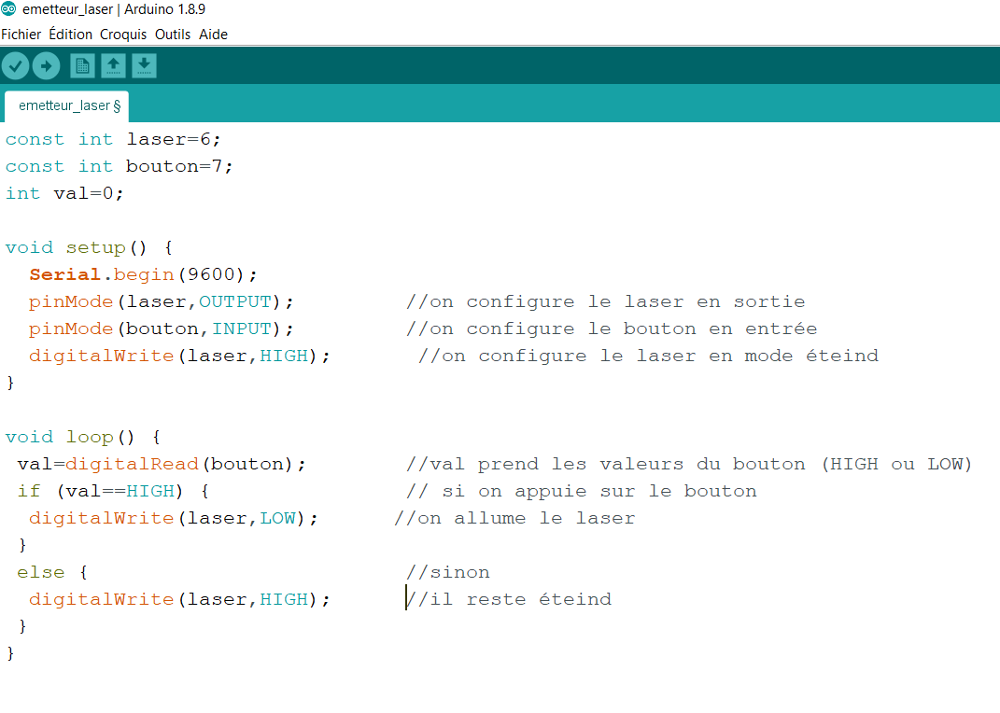 emetteur_laser | Arduino 1.8.9
Fichier Édition Croquis Outils Aide
emetteur_laser §
const int laser=6;
const int bouton=7;
int val=0;
void setup() {
Serial.begin(9600);
pinMode(laser,OUTPUT); //on configure le laser en sortie
pinMode(bouton,INPUT); //on configure le bouton en entrée
digitalWrite(laser,HIGH); //on configure le laser en mode éteind
}
void loop() {
val=digitalRead(bouton); //val prend les valeurs du bouton (HIGH ou LOW)
if (val==HIGH) { // si on appuie sur le bouton
digitalWrite(laser,LOW); //on allume le laser
}
else { //sinon
digitalWrite(laser,HIGH); //il reste éteind
}
}